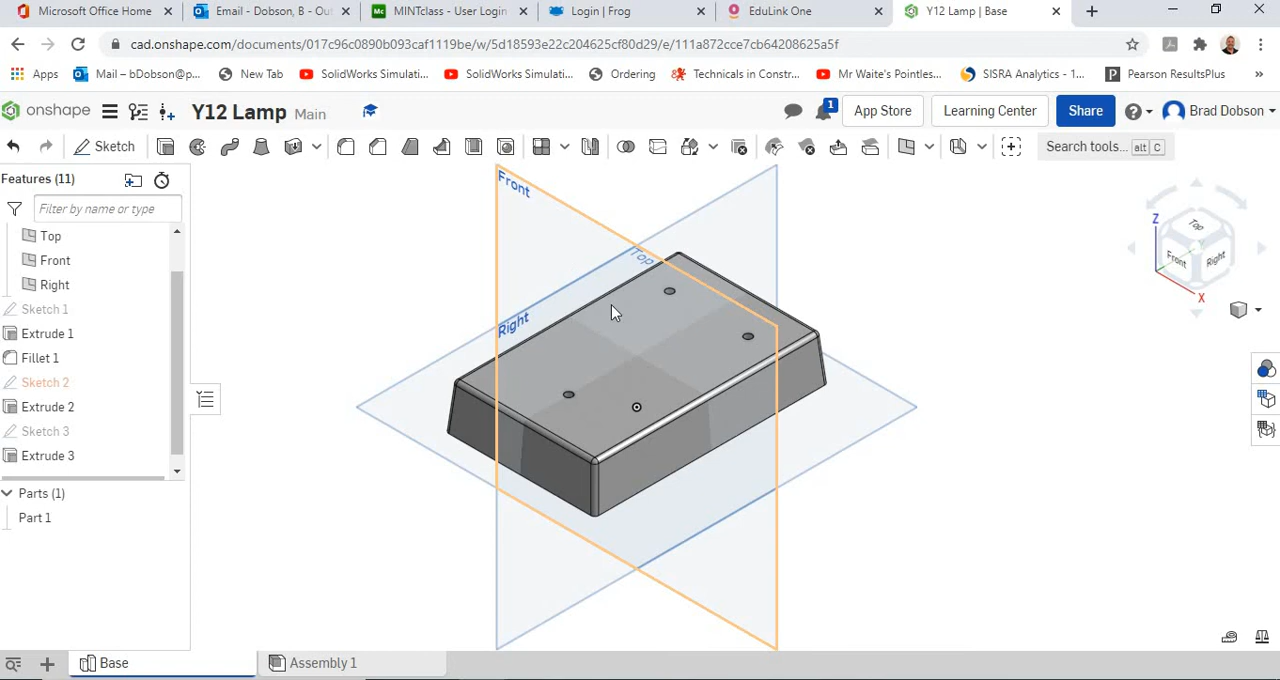 Microsoft Office Home
Email - Dobson, B - Out
MINTclass - User Login
Login | Frog
EduLink One
Y12 Lamp | Base
cad.onshape.com/documents/017c96c0890b093caf1119be/w/5d18593e22c204625cf80d29/e/111a872cce7cb64208625a5f
Apps
Mail – bDobson@p...
New Tab
SolidWorks Simulati...
SolidWorks Simulati...
Ordering
Technicals in Constr...
Mr Waite's Pointles...
SISRA Analytics - 1...
Pearson ResultsPlus
»
onshape
Y12 Lamp Main
1
App Store
Learning Center
Share
Brad Dobson
Sketch
Search tools... alt C
Features (11)
Filter by name or type
Top
Front
Right
Sketch 1
Extrude 1
Fillet 1
Sketch 2
Extrude 2
Sketch 3
Extrude 3
Parts (1)
Part 1
Front
Top
Right
Z
Top
Front
Right
X
Base
Assembly 1